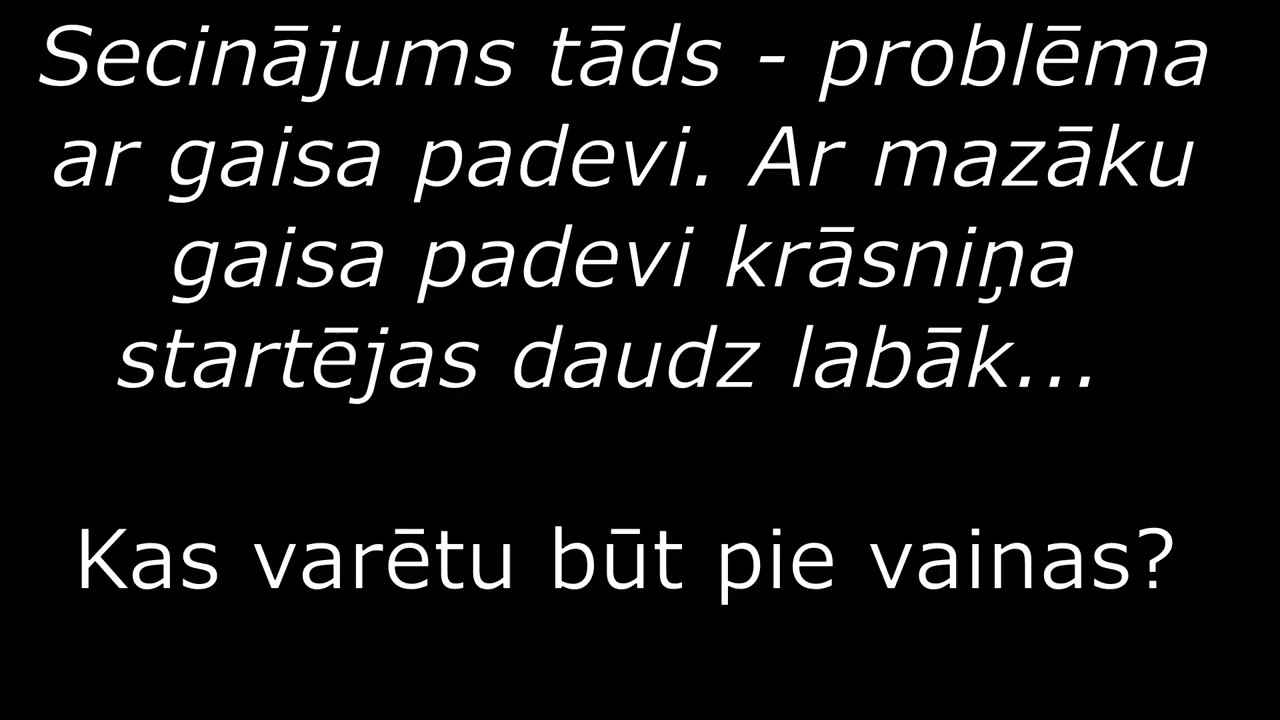 Secinājums tāds - problēma
ar gaisa padevi. Ar mazāku
gaisa padevi krāsniņa
startējas daudz labāk...
Kas varētu būt pie vainas?